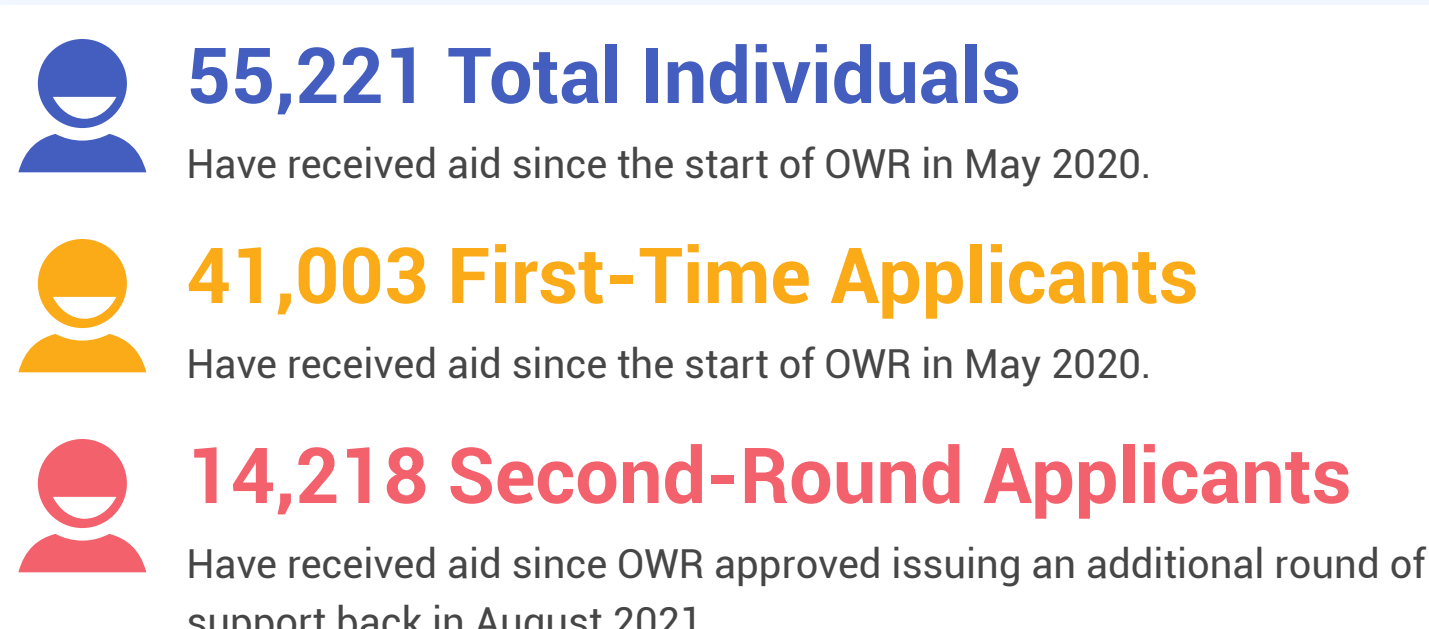 55,221 Total Individuals
Have received aid since the start of OWR in May 2020.
41,003 First-Time Applicants
Have received aid since the start of OWR in May 2020.
14,218 Second-Round Applicants
Have received aid since OWR approved issuing an additional round of
support back in August 2021